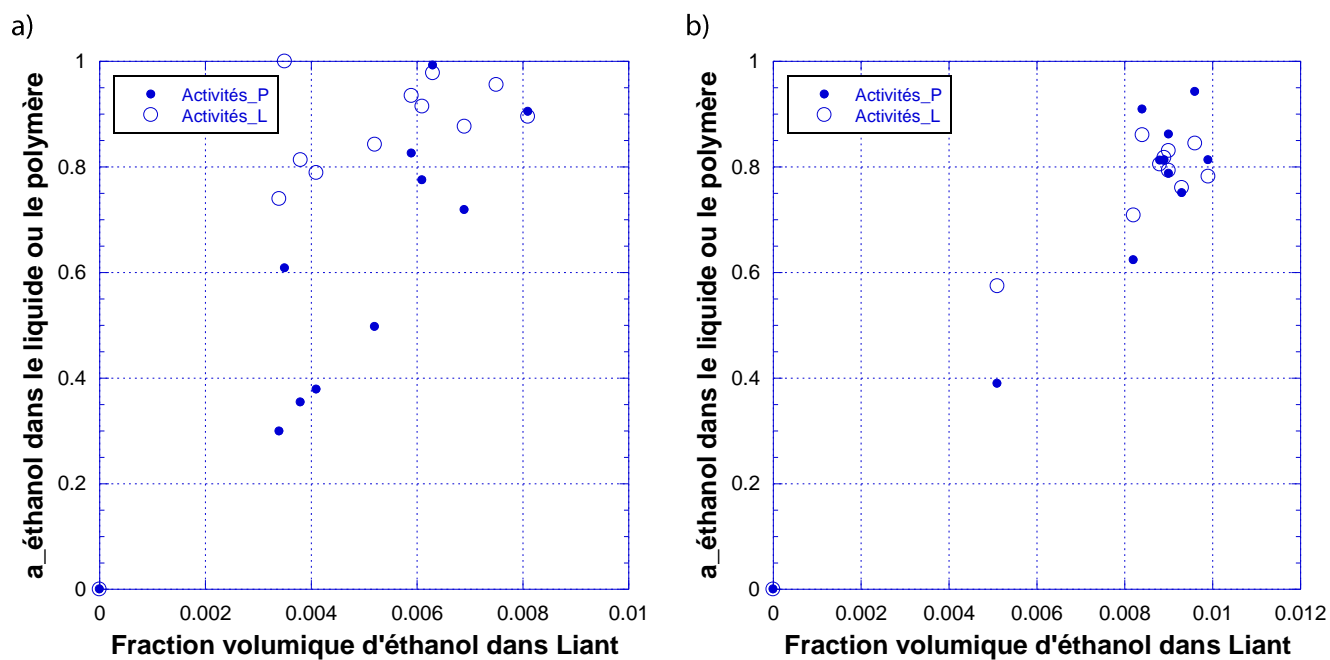 a)
a_éthanol dans le liquide ou le polymère
1
0.8
0.6
0.4
0.2
0
Activités_P
Activités_L
0 0.002 0.004 0.006 0.008 0.01
Fraction volumique d'éthanol dans Liant
b)
a_éthanol dans le liquide ou le polymère
1
0.8
0.6
0.4
0.2
0
Activités_P
Activités_L
0 0.002 0.004 0.006 0.008 0.01 0.012
Fraction volumique d'éthanol dans Liant